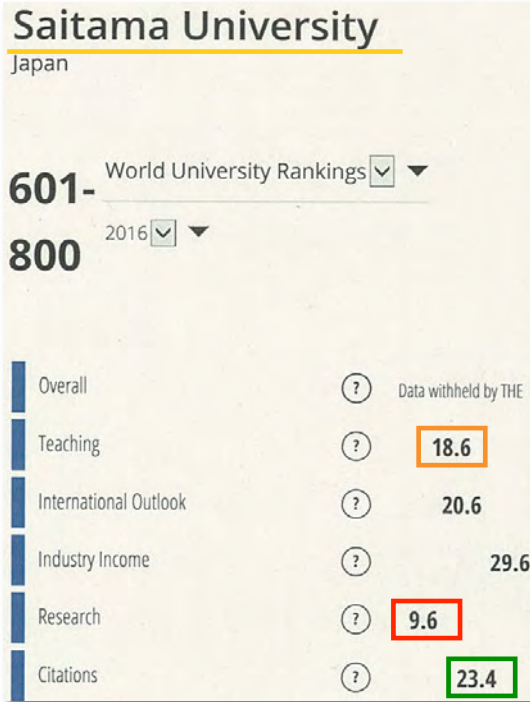 Saitama University
Japan
601-
800
World University Rankings
2016
Overall ? Data withheld by THE
Teaching ? 18.6
International Outlook ? 20.6
Industry Income ? 29.6
Research ? 9.6
Citations ? 23.4